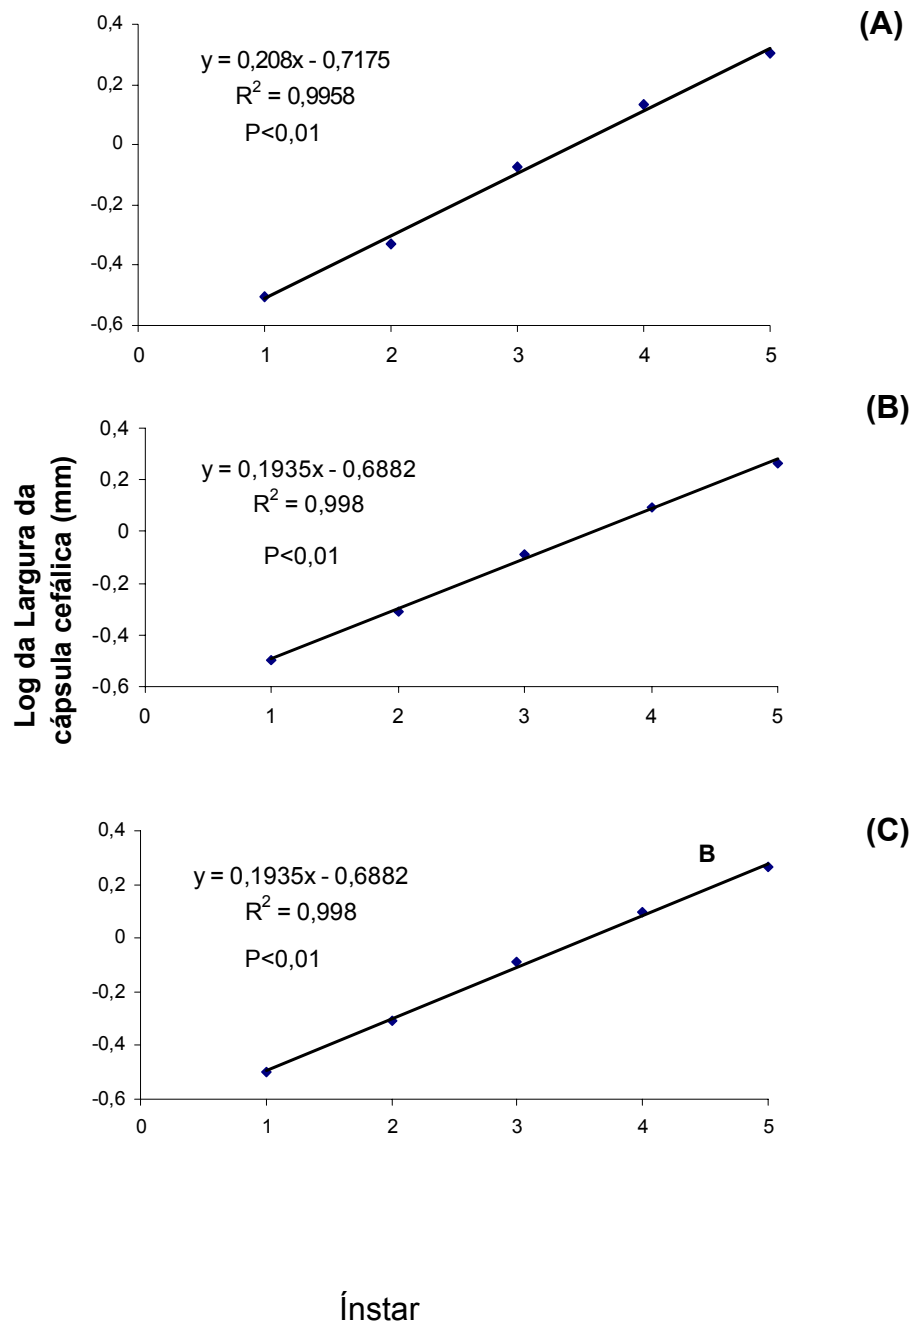 (A)
0,4
0,2
0
-0,2
-0,4
-0,6
y = 0,208x - 0,7175
R² = 0,9958
P<0,01
0 1 2 3 4 5
(B)
Log da Largura da
cápsula cefálica (mm)
0,4
0,2
0
-0,2
-0,4
-0,6
y = 0,1935x - 0,6882
R² = 0,998
P<0,01
0 1 2 3 4 5
(C)
0,4
0,2
0
-0,2
-0,4
-0,6
B
y = 0,1935x - 0,6882
R² = 0,998
P<0,01
0 1 2 3 4 5
Ínstar